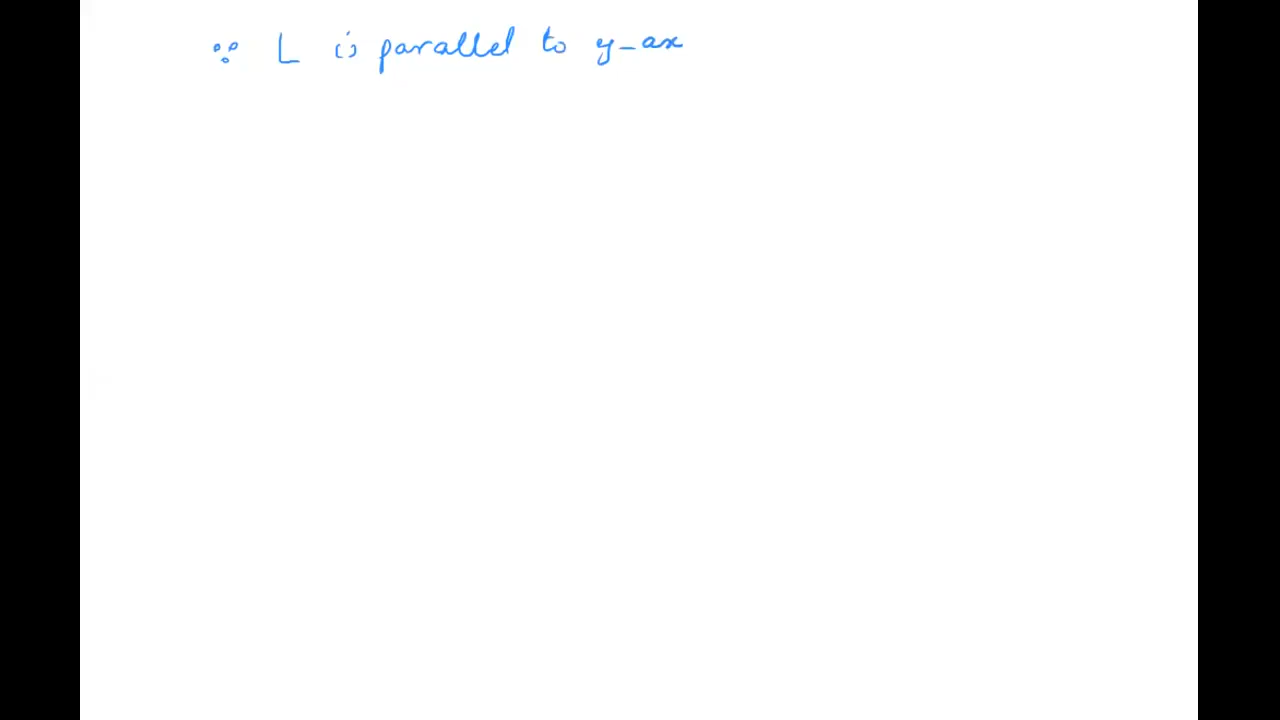 ∵ L is parallel to y-ax